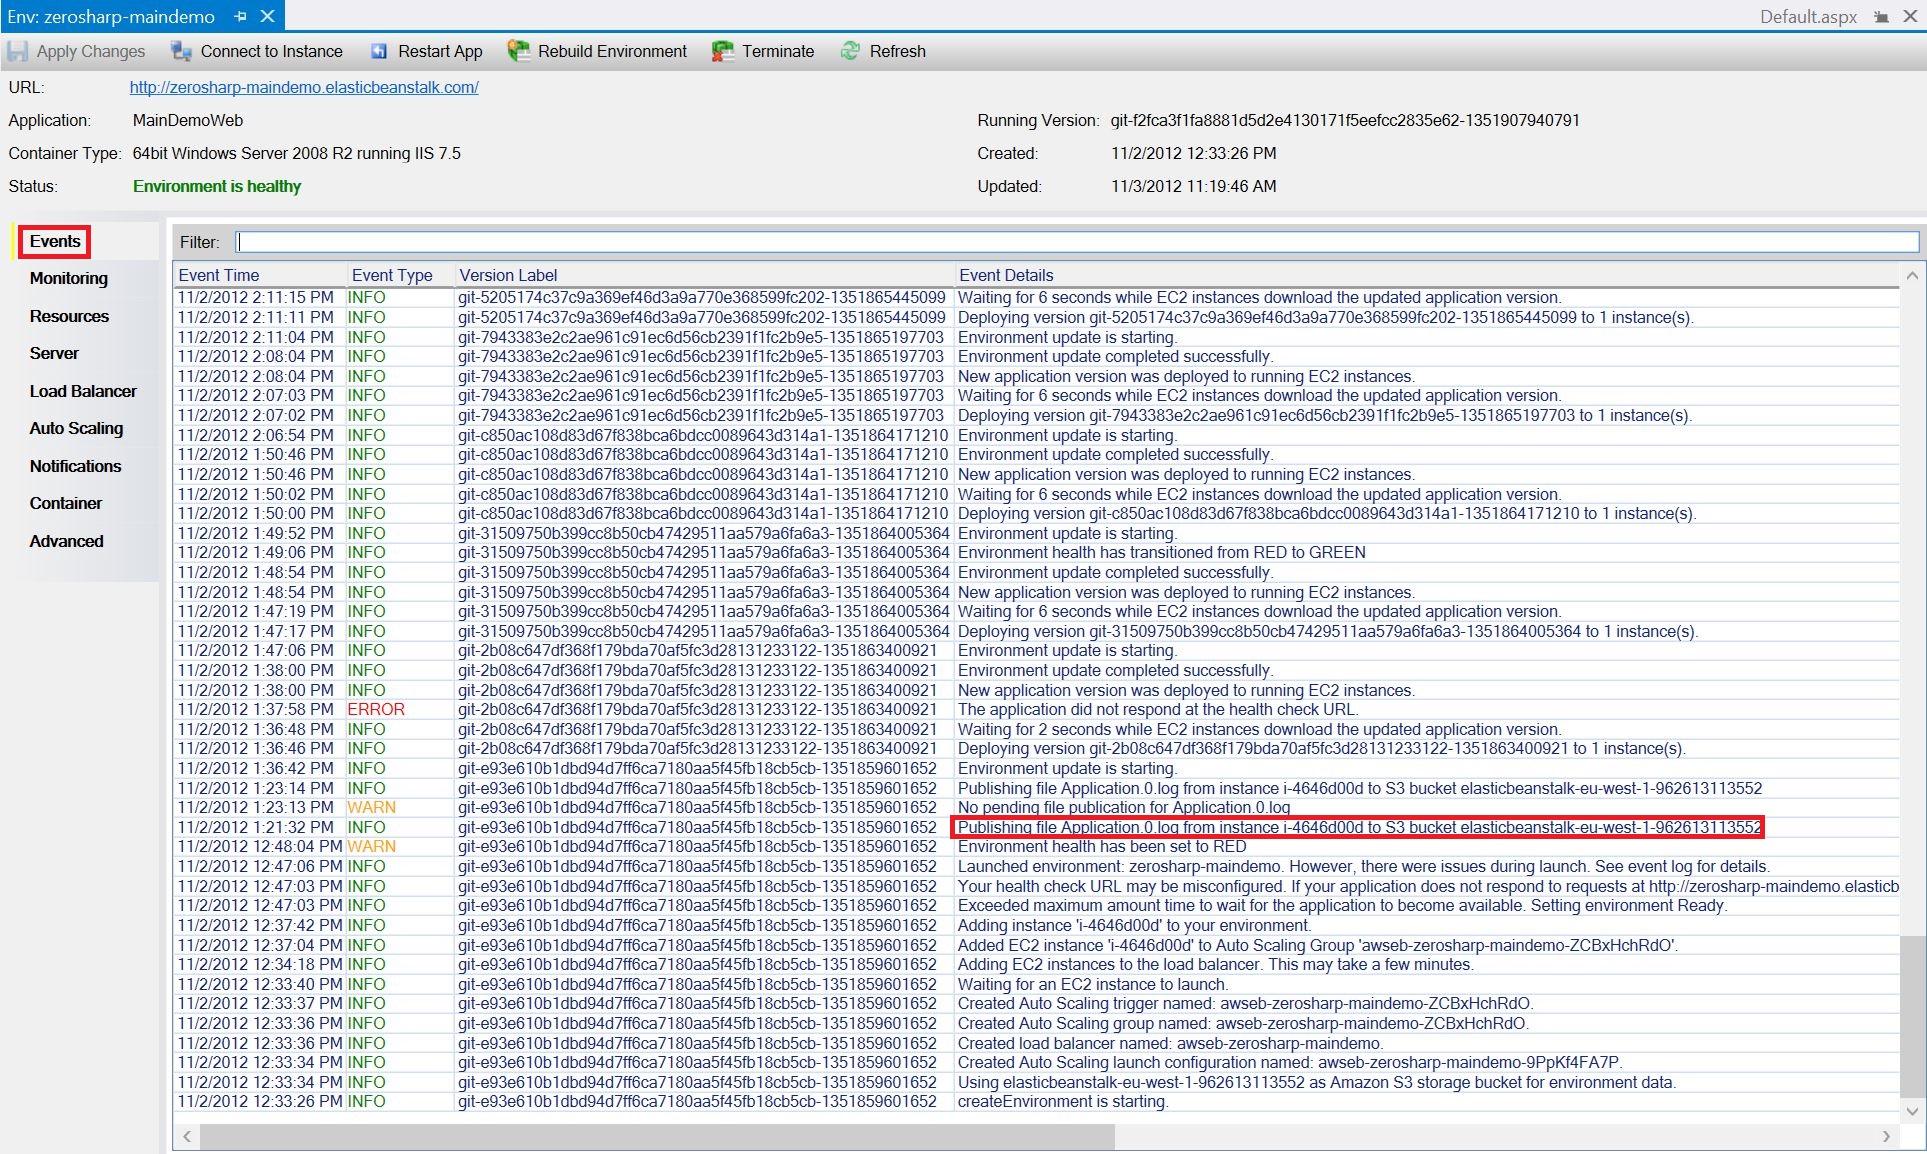 Env: zerosharp-maindemo Default.aspx
Apply Changes Connect to Instance Restart App Rebuild Environment Terminate Refresh
URL: http://zerosharp-maindemo.elasticbeanstalk.com/
Application: MainDemoWeb Running Version: git-f2fca3f1fa8881d5d2e4130171f5eefcc2835e62-1351907940791
Container Type: 64bit Windows Server 2008 R2 running IIS 7.5 Created: 11/2/2012 12:33:26 PM
Status: Environment is healthy Updated: 11/3/2012 11:19:46 AM
Events
Monitoring
Resources
Server
Load Balancer
Auto Scaling
Notifications
Container
Advanced
Filter:
Event Time Event Type Version Label Event Details
11/2/2012 2:11:15 PM INFO git-5205174c37c9a369ef46d3a9a770e368599fc202-1351865445099 Waiting for 6 seconds while EC2 instances download the updated application version.
11/2/2012 2:11:11 PM INFO git-5205174c37c9a369ef46d3a9a770e368599fc202-1351865445099 Deploying version git-5205174c37c9a369ef46d3a9a770e368599fc202-1351865445099 to 1 instance(s).
11/2/2012 2:11:04 PM INFO git-7943383e2c2ae961c91ec6d56cb2391f1fc2b9e5-1351865197703 Environment update is starting.
11/2/2012 2:08:04 PM INFO git-7943383e2c2ae961c91ec6d56cb2391f1fc2b9e5-1351865197703 Environment update completed successfully.
11/2/2012 2:08:04 PM INFO git-7943383e2c2ae961c91ec6d56cb2391f1fc2b9e5-1351865197703 New application version was deployed to running EC2 instances.
11/2/2012 2:07:03 PM INFO git-7943383e2c2ae961c91ec6d56cb2391f1fc2b9e5-1351865197703 Waiting for 6 seconds while EC2 instances download the updated application version.
11/2/2012 2:07:02 PM INFO git-7943383e2c2ae961c91ec6d56cb2391f1fc2b9e5-1351865197703 Deploying version git-7943383e2c2ae961c91ec6d56cb2391f1fc2b9e5-1351865197703 to 1 instance(s).
11/2/2012 2:06:54 PM INFO git-c850ac108d83d67f838bca6bdcc0089643d314a1-1351864171210 Environment update is starting.
11/2/2012 1:50:46 PM INFO git-c850ac108d83d67f838bca6bdcc0089643d314a1-1351864171210 Environment update completed successfully.
11/2/2012 1:50:46 PM INFO git-c850ac108d83d67f838bca6bdcc0089643d314a1-1351864171210 New application version was deployed to running EC2 instances.
11/2/2012 1:50:02 PM INFO git-c850ac108d83d67f838bca6bdcc0089643d314a1-1351864171210 Waiting for 6 seconds while EC2 instances download the updated application version.
11/2/2012 1:50:00 PM INFO git-c850ac108d83d67f838bca6bdcc0089643d314a1-1351864171210 Deploying version git-c850ac108d83d67f838bca6bdcc0089643d314a1-1351864171210 to 1 instance(s).
11/2/2012 1:49:52 PM INFO git-31509750b399cc8b50cb47429511aa579a6fa6a3-1351864005364 Environment update is starting.
11/2/2012 1:49:06 PM INFO git-31509750b399cc8b50cb47429511aa579a6fa6a3-1351864005364 Environment health has transitioned from RED to GREEN
11/2/2012 1:48:54 PM INFO git-31509750b399cc8b50cb47429511aa579a6fa6a3-1351864005364 Environment update completed successfully.
11/2/2012 1:48:54 PM INFO git-31509750b399cc8b50cb47429511aa579a6fa6a3-1351864005364 New application version was deployed to running EC2 instances.
11/2/2012 1:47:19 PM INFO git-31509750b399cc8b50cb47429511aa579a6fa6a3-1351864005364 Waiting for 6 seconds while EC2 instances download the updated application version.
11/2/2012 1:47:17 PM INFO git-31509750b399cc8b50cb47429511aa579a6fa6a3-1351864005364 Deploying version git-31509750b399cc8b50cb47429511aa579a6fa6a3-1351864005364 to 1 instance(s).
11/2/2012 1:47:06 PM INFO git-2b08c647df368f179bda70af5fc3d28131233122-1351863400921 Environment update is starting.
11/2/2012 1:38:00 PM INFO git-2b08c647df368f179bda70af5fc3d28131233122-1351863400921 Environment update completed successfully.
11/2/2012 1:38:00 PM INFO git-2b08c647df368f179bda70af5fc3d28131233122-1351863400921 New application version was deployed to running EC2 instances.
11/2/2012 1:37:58 PM ERROR git-2b08c647df368f179bda70af5fc3d28131233122-1351863400921 The application did not respond at the health check URL.
11/2/2012 1:36:48 PM INFO git-2b08c647df368f179bda70af5fc3d28131233122-1351863400921 Waiting for 2 seconds while EC2 instances download the updated application version.
11/2/2012 1:36:46 PM INFO git-2b08c647df368f179bda70af5fc3d28131233122-1351863400921 Deploying version git-2b08c647df368f179bda70af5fc3d28131233122-1351863400921 to 1 instance(s).
11/2/2012 1:36:42 PM INFO git-e93e610b1dbd94d7ff6ca7180aa5f45fb18cb5cb-1351859601652 Environment update is starting.
11/2/2012 1:23:14 PM INFO git-e93e610b1dbd94d7ff6ca7180aa5f45fb18cb5cb-1351859601652 Publishing file Application.0.log from instance i-4646d00d to S3 bucket elasticbeanstalk-eu-west-1-962613113552
11/2/2012 1:23:13 PM WARN git-e93e610b1dbd94d7ff6ca7180aa5f45fb18cb5cb-1351859601652 No pending file publication for Application.0.log
11/2/2012 1:21:32 PM INFO git-e93e610b1dbd94d7ff6ca7180aa5f45fb18cb5cb-1351859601652 Publishing file Application.0.log from instance i-4646d00d to S3 bucket elasticbeanstalk-eu-west-1-962613113552
11/2/2012 12:48:04 PM WARN git-e93e610b1dbd94d7ff6ca7180aa5f45fb18cb5cb-1351859601652 Environment health has been set to RED
11/2/2012 12:47:06 PM INFO git-e93e610b1dbd94d7ff6ca7180aa5f45fb18cb5cb-1351859601652 Launched environment: zerosharp-maindemo. However, there were issues during launch. See event log for details.
11/2/2012 12:47:03 PM INFO git-e93e610b1dbd94d7ff6ca7180aa5f45fb18cb5cb-1351859601652 Your health check URL may be misconfigured. If your application does not respond to requests at http://zerosharp-maindemo.elasticb
11/2/2012 12:47:03 PM INFO git-e93e610b1dbd94d7ff6ca7180aa5f45fb18cb5cb-1351859601652 Exceeded maximum amount time to wait for the application to become available. Setting environment Ready.
11/2/2012 12:37:42 PM INFO git-e93e610b1dbd94d7ff6ca7180aa5f45fb18cb5cb-1351859601652 Adding instance 'i-4646d00d' to your environment.
11/2/2012 12:37:04 PM INFO git-e93e610b1dbd94d7ff6ca7180aa5f45fb18cb5cb-1351859601652 Added EC2 instance 'i-4646d00d' to Auto Scaling Group 'awseb-zerosharp-maindemo-ZCBxHchRdO'.
11/2/2012 12:34:18 PM INFO git-e93e610b1dbd94d7ff6ca7180aa5f45fb18cb5cb-1351859601652 Adding EC2 instances to the load balancer. This may take a few minutes.
11/2/2012 12:33:40 PM INFO git-e93e610b1dbd94d7ff6ca7180aa5f45fb18cb5cb-1351859601652 Waiting for an EC2 instance to launch.
11/2/2012 12:33:37 PM INFO git-e93e610b1dbd94d7ff6ca7180aa5f45fb18cb5cb-1351859601652 Created Auto Scaling trigger named: awseb-zerosharp-maindemo-ZCBxHchRdO.
11/2/2012 12:33:36 PM INFO git-e93e610b1dbd94d7ff6ca7180aa5f45fb18cb5cb-1351859601652 Created Auto Scaling group named: awseb-zerosharp-maindemo-ZCBxHchRdO.
11/2/2012 12:33:36 PM INFO git-e93e610b1dbd94d7ff6ca7180aa5f45fb18cb5cb-1351859601652 Created load balancer named: awseb-zerosharp-maindemo.
11/2/2012 12:33:34 PM INFO git-e93e610b1dbd94d7ff6ca7180aa5f45fb18cb5cb-1351859601652 Created Auto Scaling launch configuration named: awseb-zerosharp-maindemo-9PpKf4FA7P.
11/2/2012 12:33:34 PM INFO git-e93e610b1dbd94d7ff6ca7180aa5f45fb18cb5cb-1351859601652 Using elasticbeanstalk-eu-west-1-962613113552 as Amazon S3 storage bucket for environment data.
11/2/2012 12:33:26 PM INFO git-e93e610b1dbd94d7ff6ca7180aa5f45fb18cb5cb-1351859601652 createEnvironment is starting.